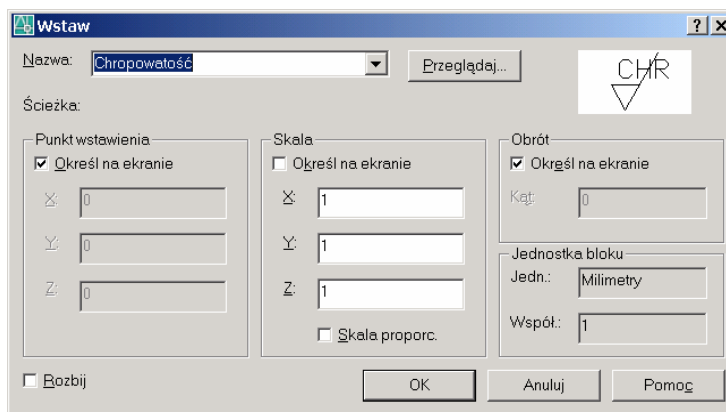 Wstaw
Nazwa: Chropowatość Przeglądaj...
CHR
Ścieżka:
Punkt wstawienia
Określ na ekranie
X: 0
Y: 0
Z: 0
Skala
Określ na ekranie
X: 1
Y: 1
Z: 1
Skala proporc.
Obrót
Określ na ekranie
Kąt: 0
Jednostka bloku
Jedn.: Milimetry
Współ.: 1
Rozbij
OK Anuluj Pomoc